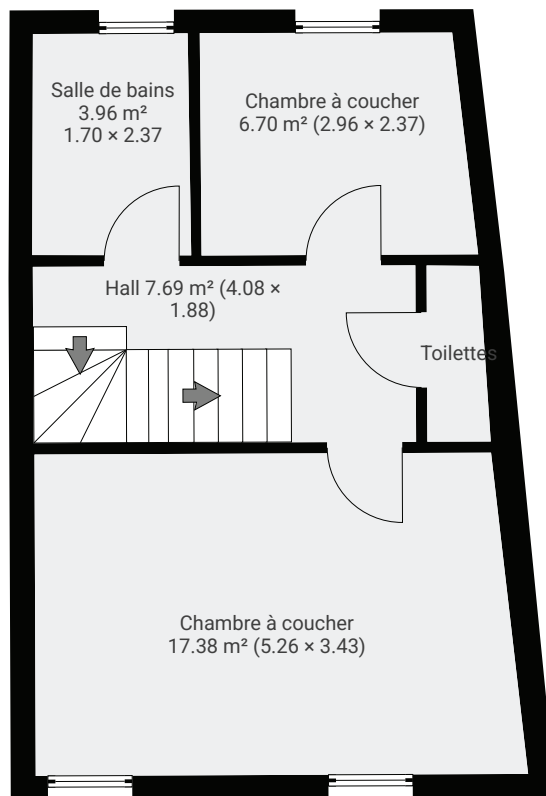 Salle de bains
3.96 m²
1.70 × 2.37
Chambre à coucher
6.70 m² (2.96 × 2.37)
Hall 7.69 m² (4.08 ×
1.88)
Toilettes
Chambre à coucher
17.38 m² (5.26 × 3.43)